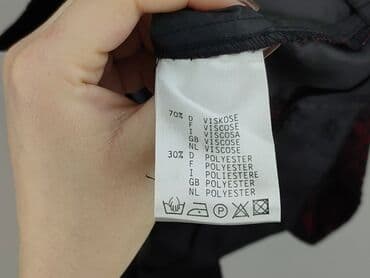 70% D VISKOSE
F VISCOSE
I VISCOSA
GB VISCOSE
NL VISCOSE
30% D POLYESTER
F POLYESTER
I POLIESTERE
GB POLYESTER
NL POLYESTER
P